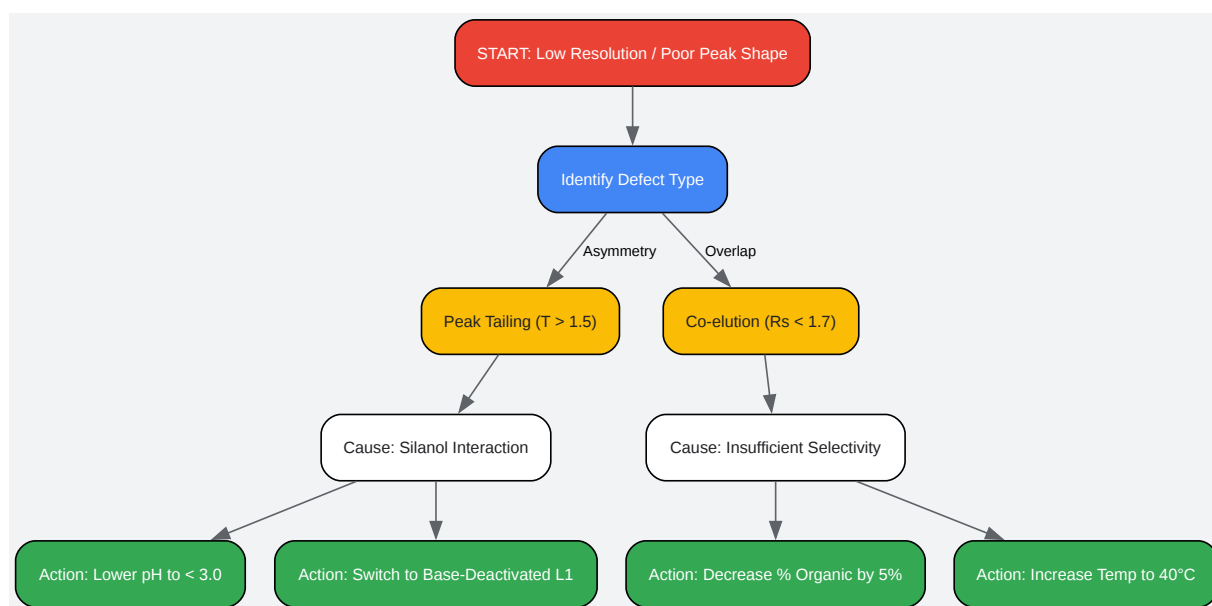 START: Low Resolution / Poor Peak Shape
Identify Defect Type
Asymmetry
Overlap
Peak Tailing (T > 1.5)
Co-elution (Rs < 1.7)
Cause: Silanol Interaction
Cause: Insufficient Selectivity
Action: Lower pH to < 3.0
Action: Switch to Base-Deactivated L1
Action: Decrease % Organic by 5%
Action: Increase Temp to 40°C